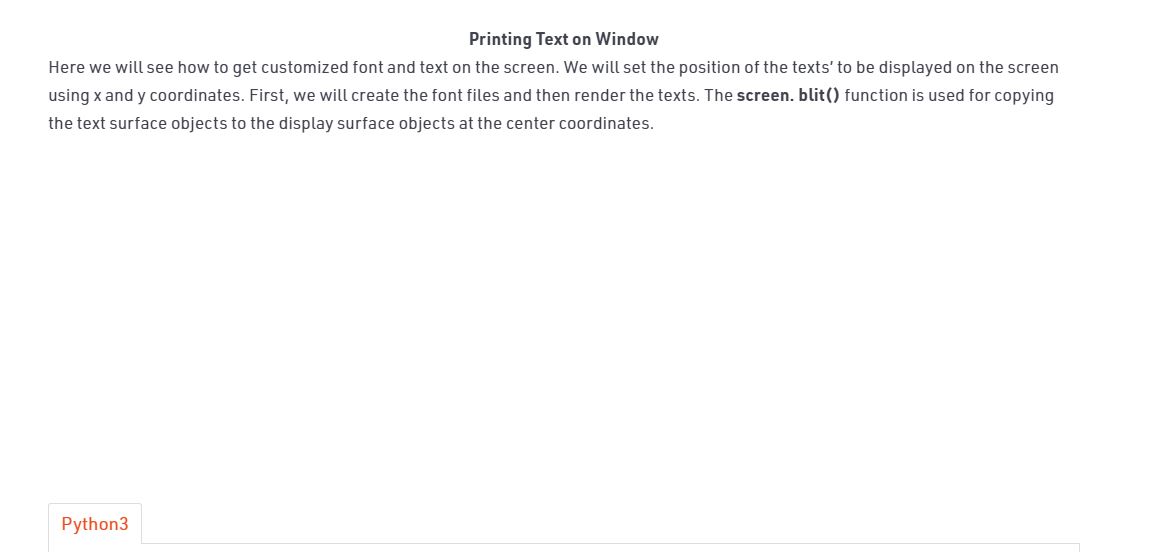 Printing Text on Window
Here we will see how to get customized font and text on the screen. We will set the position of the texts’ to be displayed on the screen
using x and y coordinates. First, we will create the font files and then render the texts. The screen. blit() function is used for copying
the text surface objects to the display surface objects at the center coordinates.
Python3